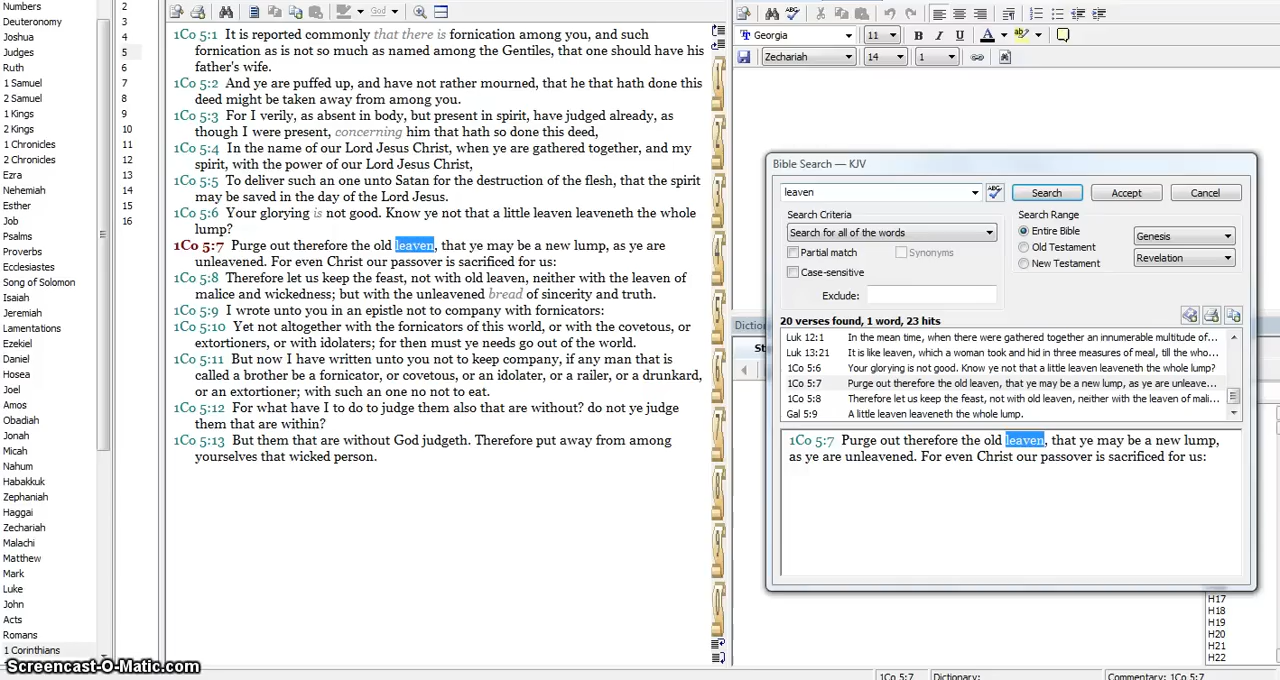 Numbers
Deuteronomy
Joshua
Judges
Ruth
1 Samuel
2 Samuel
1 Kings
2 Kings
1 Chronicles
2 Chronicles
Ezra
Nehemiah
Esther
Job
Psalms
Proverbs
Ecclesiastes
Song of Solomon
Isaiah
Jeremiah
Lamentations
Ezekiel
Daniel
Hosea
Joel
Amos
Obadiah
Jonah
Micah
Nahum
Habakkuk
Zephaniah
Haggai
Zechariah
Malachi
Matthew
Mark
Luke
John
Acts
Romans
1 Corinthians
2
3
4
5
6
7
8
9
10
11
12
13
14
15
16
God
1Co 5:1 It is reported commonly that there is fornication among you, and such
fornication as is not so much as named among the Gentiles, that one should have his
father's wife.
1Co 5:2 And ye are puffed up, and have not rather mourned, that he that hath done this
deed might be taken away from among you.
1Co 5:3 For I verily, as absent in body, but present in spirit, have judged already, as
though I were present, concerning him that hath so done this deed,
1Co 5:4 In the name of our Lord Jesus Christ, when ye are gathered together, and my
spirit, with the power of our Lord Jesus Christ,
1Co 5:5 To deliver such an one unto Satan for the destruction of the flesh, that the spirit
may be saved in the day of the Lord Jesus.
1Co 5:6 Your glorying is not good. Know ye not that a little leaven leaveneth the whole
lump?
1Co 5:7 Purge out therefore the old leaven, that ye may be a new lump, as ye are
unleavened. For even Christ our passover is sacrificed for us:
1Co 5:8 Therefore let us keep the feast, not with old leaven, neither with the leaven of
malice and wickedness; but with the unleavened bread of sincerity and truth.
1Co 5:9 I wrote unto you in an epistle not to company with fornicators:
1Co 5:10 Yet not altogether with the fornicators of this world, or with the covetous, or
extortioners, or with idolaters; for then must ye needs go out of the world.
1Co 5:11 But now I have written unto you not to keep company, if any man that is
called a brother be a fornicator, or covetous, or an idolater, or a railer, or a drunkard,
or an extortioner; with such an one no not to eat.
1Co 5:12 For what have I to do to judge them also that are without? do not ye judge
them that are within?
1Co 5:13 But them that are without God judgeth. Therefore put away from among
yourselves that wicked person.
1
2
3
4
5
6
7
8
9
0
ABC
Georgia 11 B I U A ab
Zechariah 14 1
Diction
St
Bible Search — KJV
leaven ABC Search Accept Cancel
Search Criteria
Search for all of the words
Partial match Synonyms
Case-sensitive
Exclude:
Search Range
Entire Bible
Old Testament
New Testament
Genesis
Revelation
20 verses found, 1 word, 23 hits
Luk 12:1 In the mean time, when there were gathered together an innumerable multitude of...
Luk 13:21 It is like leaven, which a woman took and hid in three measures of meal, till the who...
1Co 5:6 Your glorying is not good. Know ye not that a little leaven leaveneth the whole lump?
1Co 5:7 Purge out therefore the old leaven, that ye may be a new lump, as ye are unleave...
1Co 5:8 Therefore let us keep the feast, not with old leaven, neither with the leaven of mali...
Gal 5:9 A little leaven leaveneth the whole lump.
1Co 5:7 Purge out therefore the old leaven, that ye may be a new lump,
as ye are unleavened. For even Christ our passover is sacrificed for us:
H17
H18
H19
H20
H21
H22
Screencast-O-Matic.com
1Co 5:7 Dictionary: Commentary: 1Co 5:7